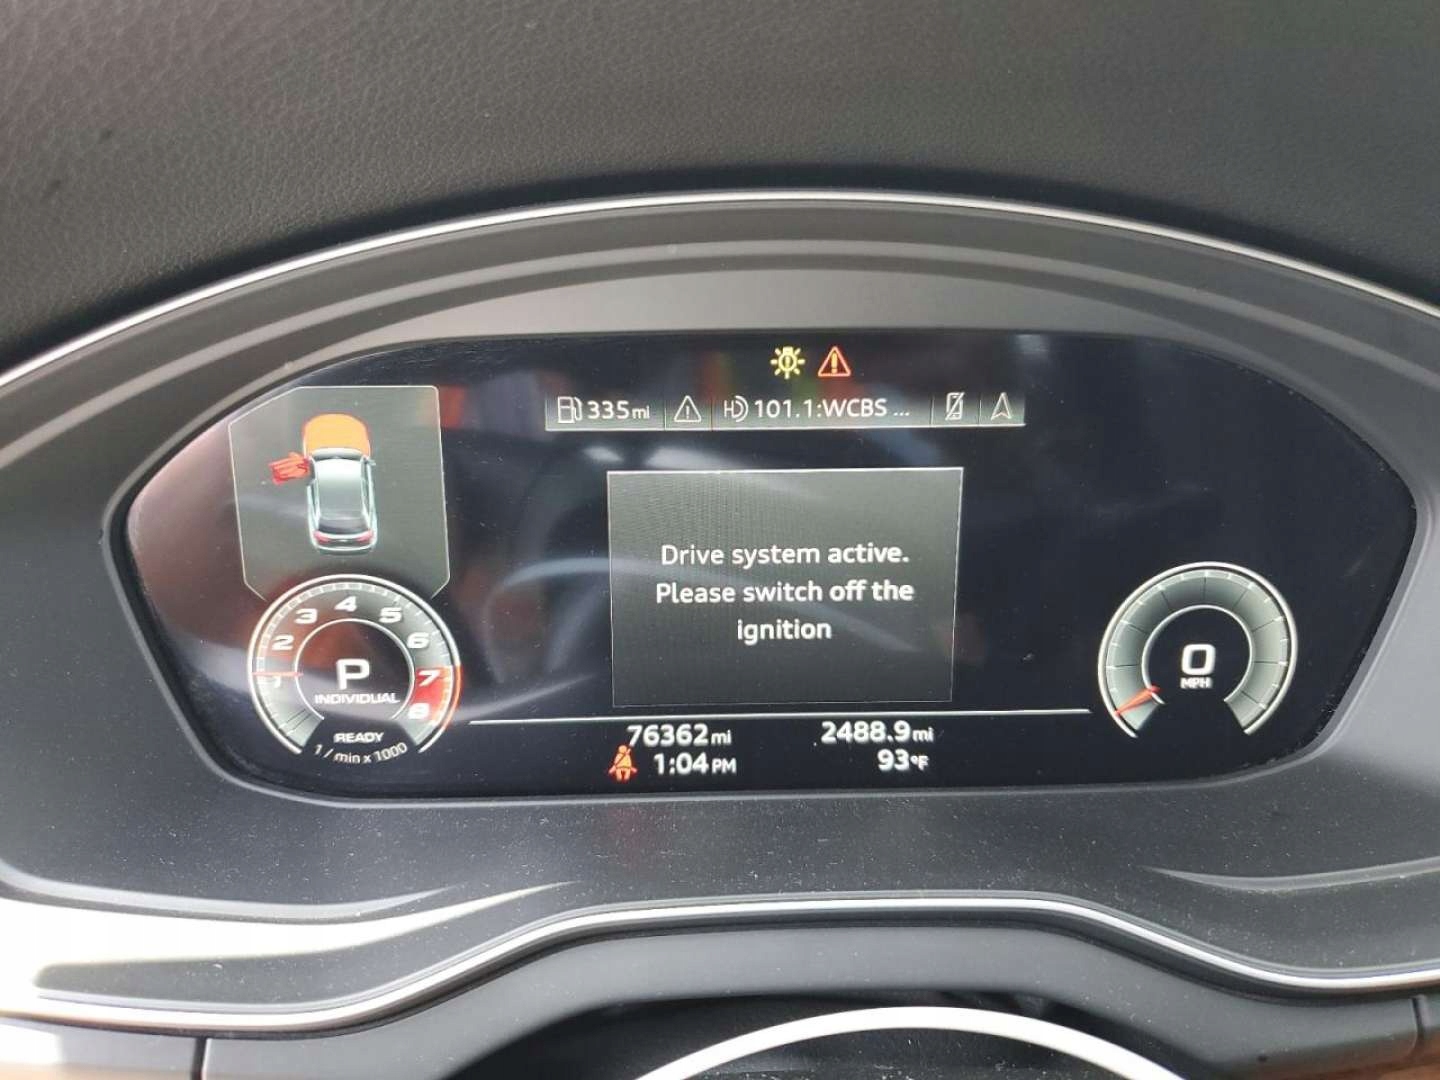 335mi
101.1:WCBS ...
Drive system active.
Please switch off the
ignition
1 2 3 4 5 6 7 8
P
INDIVIDUAL
READY
1 / min x 1000
0
MPH
76362mi 2488.9mi
1:04PM 93°F